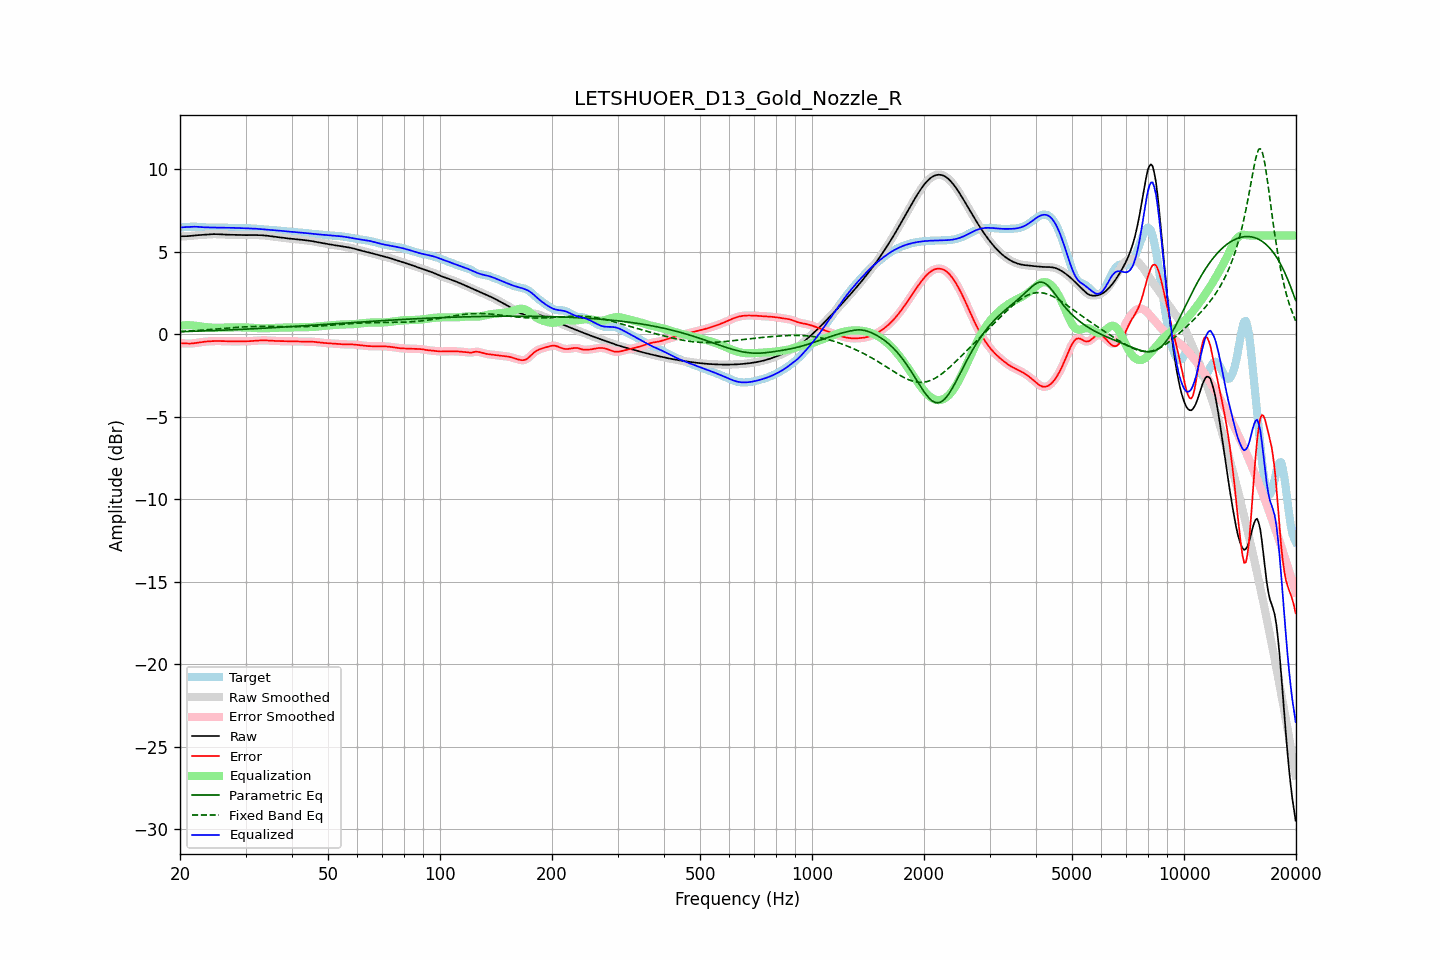 LETSHUOER_D13_Gold_Nozzle_R
10
5
0
−5
−10
−15
−20
−25
−30
Amplitude (dBr)
Target
Raw Smoothed
Error Smoothed
Raw
Error
Equalization
Parametric Eq
Fixed Band Eq
Equalized
20 50 100 200 500 1000 2000 5000 10000 20000
Frequency (Hz)